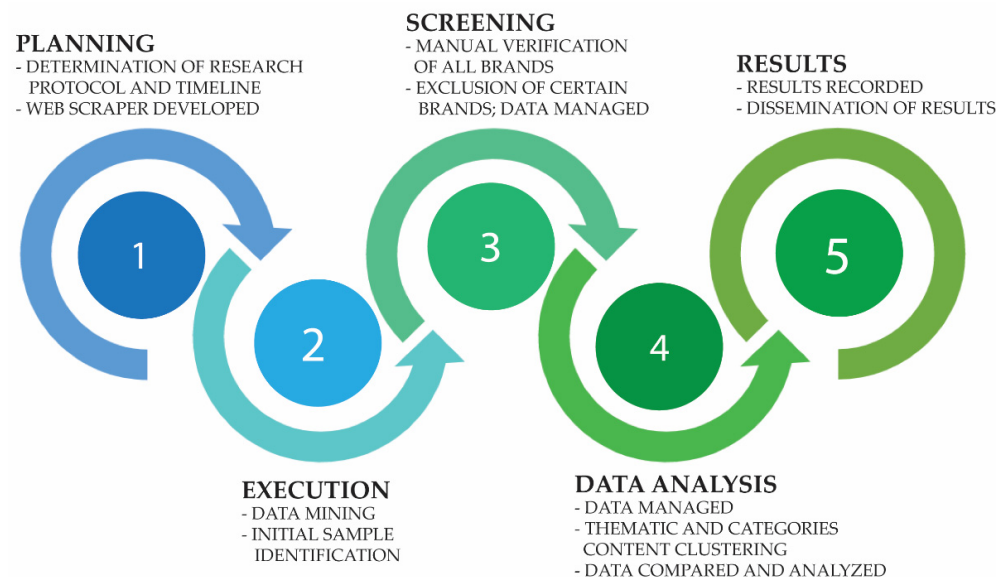 PLANNING
- DETERMINATION OF RESEARCH
PROTOCOL AND TIMELINE
- WEB SCRAPER DEVELOPED
1
EXECUTION
- DATA MINING
- INITIAL SAMPLE
IDENTIFICATION
2
SCREENING
- MANUAL VERIFICATION
OF ALL BRANDS
- EXCLUSION OF CERTAIN
BRANDS; DATA MANAGED
3
DATA ANALYSIS
- DATA MANAGED
- THEMATIC AND CATEGORIES
CONTENT CLUSTERING
- DATA COMPARED AND ANALYZED
4
RESULTS
- RESULTS RECORDED
- DISSEMINATION OF RESULTS
5